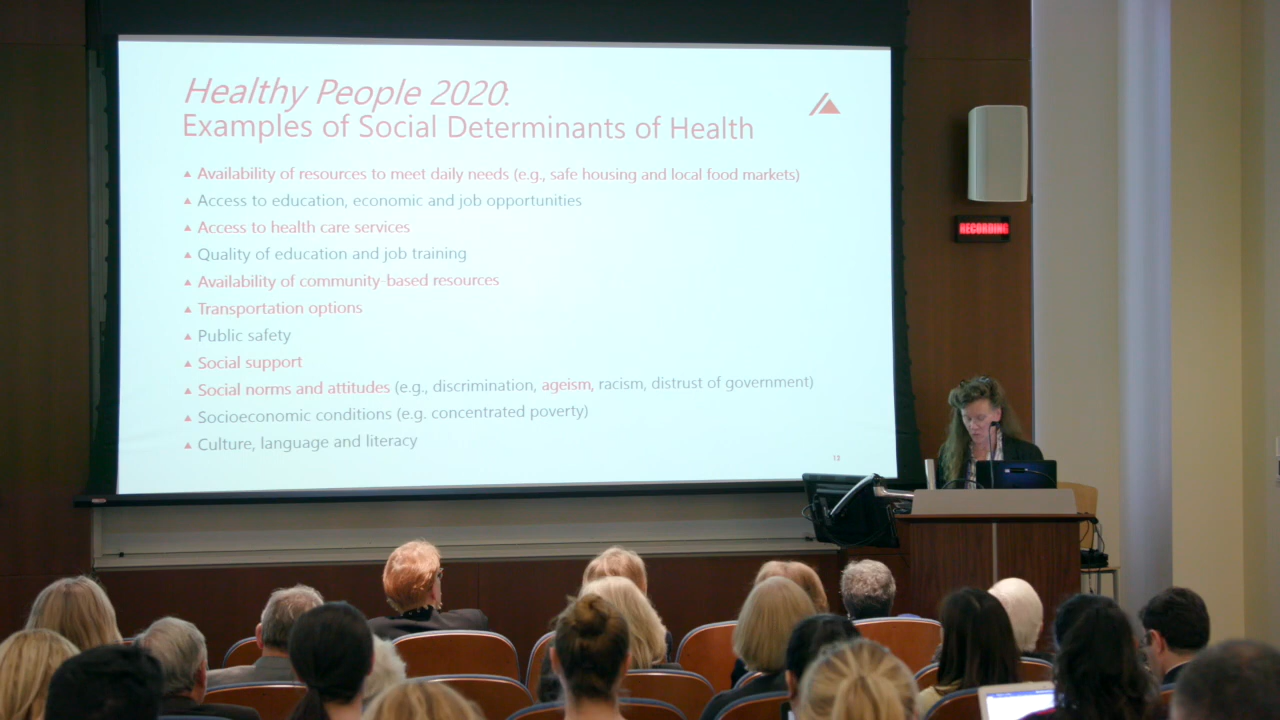 Healthy People 2020:
Examples of Social Determinants of Health
Availability of resources to meet daily needs (e.g., safe housing and local food markets)
Access to education, economic and job opportunities
Access to health care services
Quality of education and job training
Availability of community-based resources
Transportation options
Public safety
Social support
Social norms and attitudes (e.g., discrimination, ageism, racism, distrust of government)
Socioeconomic conditions (e.g. concentrated poverty)
Culture, language and literacy
13
RECORDING